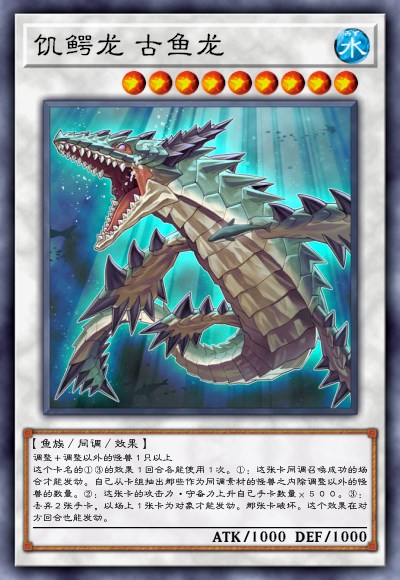 饥鳄龙 古鱼龙
水
【鱼族／同调／效果】
调整＋调整以外的怪兽1只以上
这个卡名的①③的效果1回合各能使用1次。①：这张卡同调召唤成功的场
合才能发动。自己从卡组抽出那些作为同调素材的怪兽之内除调整以外的怪
兽的数量。②：这张卡的攻击力·守备力上升自己手卡数量×500。③：
丢弃2张手卡，以场上1张卡为对象才能发动。那张卡破坏。这个效果在对
方回合也能发动。
ATK/1000 DEF/1000